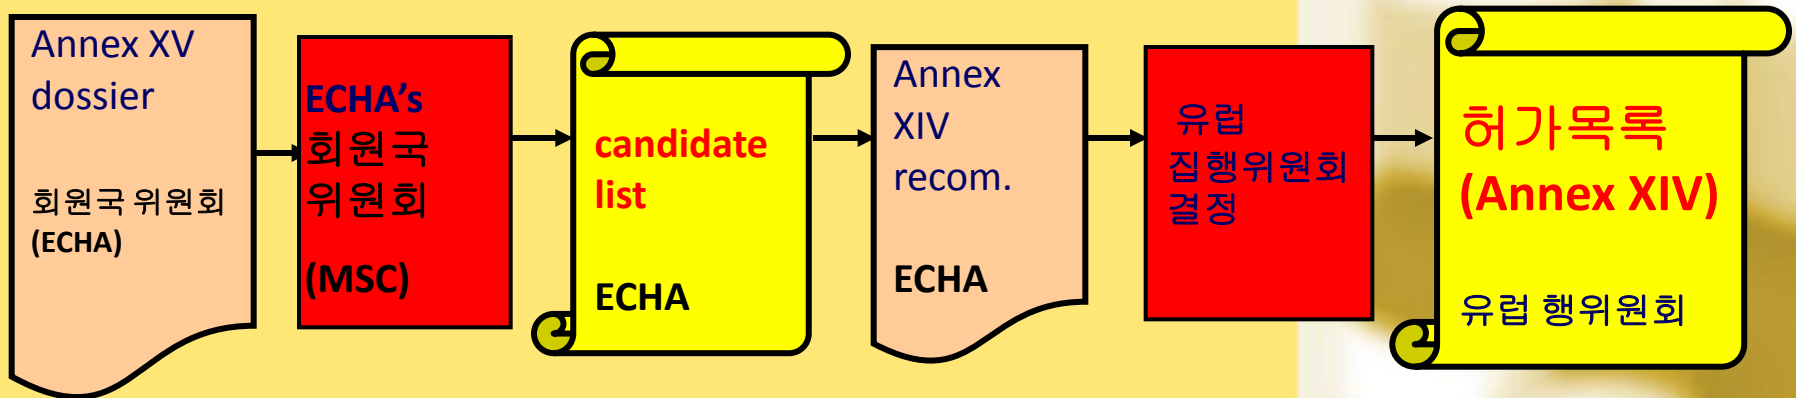 Annex XV
dossier
회원국 위원회
(ECHA)
ECHA's
회원국
위원회
(MSC)
candidate
list
ECHA
Annex
XIV
recom.
ECHA
유럽
집행위원회
결정
허가목록
(Annex XIV)
유럽 행위원회